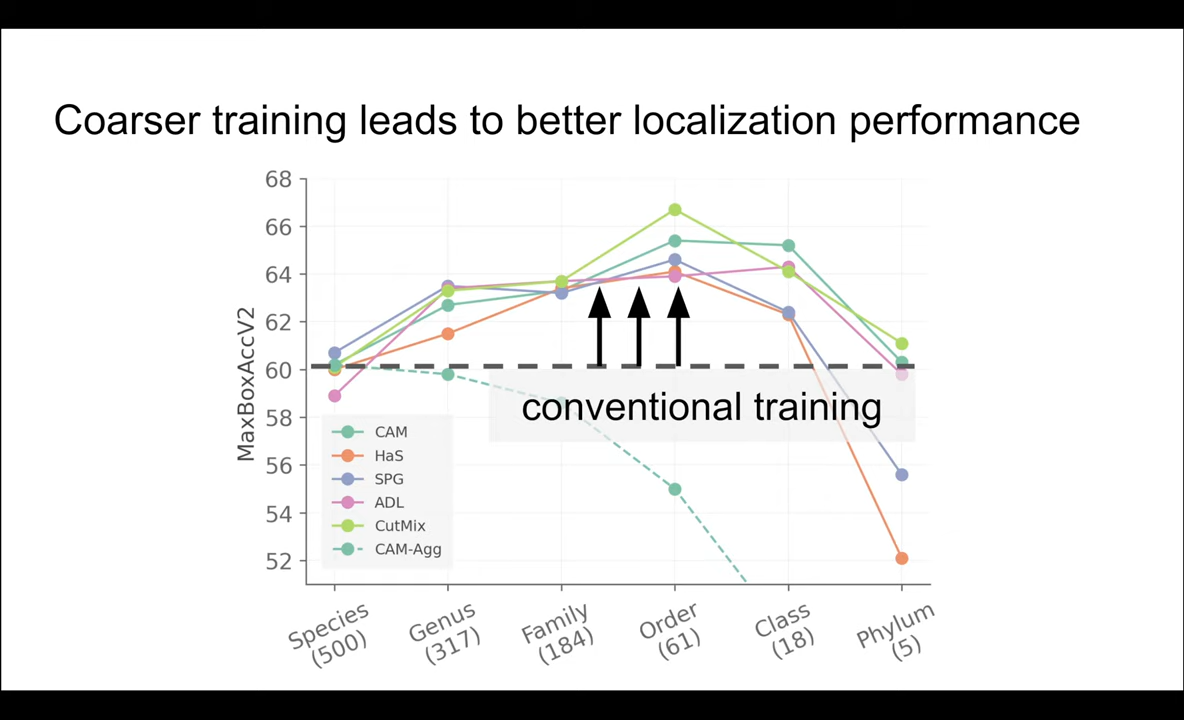 Coarser training leads to better localization performance
68
66
64
62
60
58
56
54
52
MaxBoxAccV2
conventional training
CAM
HaS
SPG
ADL
CutMix
CAM-Agg
Species
(500)
Genus
(317)
Family
(184)
Order
(61)
Class
(18)
Phylum
(5)